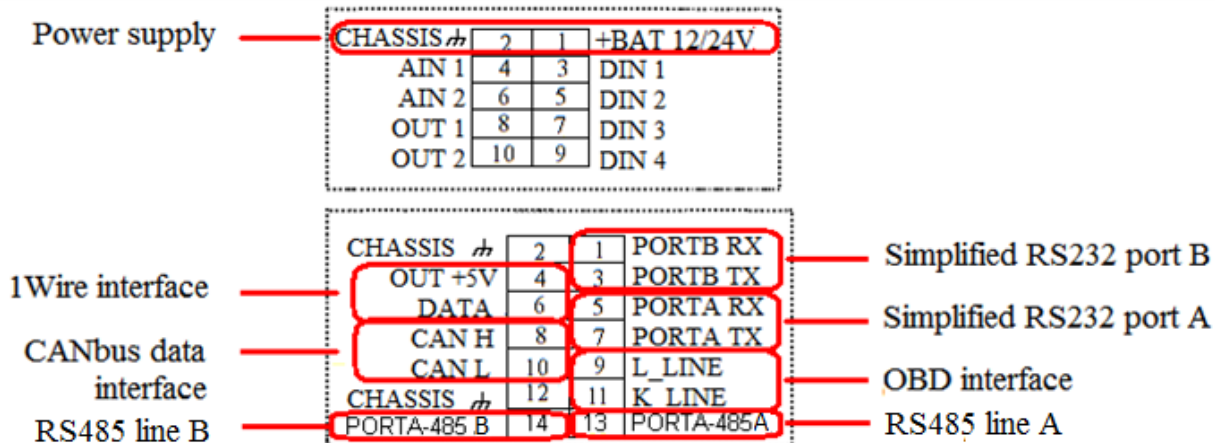 Power supply
CHASSIS 2 1 +BAT 12/24V
AIN 1 4 3 DIN 1
AIN 2 6 5 DIN 2
OUT 1 8 7 DIN 3
OUT 2 10 9 DIN 4
CHASSIS 2 1 PORTB RX
OUT +5V 4 3 PORTB TX
Simplified RS232 port B
1Wire interface
DATA 6 5 PORTA RX
CAN H 8 7 PORTA TX
Simplified RS232 port A
CANbus data
interface
CAN L 10 9 L_LINE
CHASSIS 12 11 K_LINE
OBD interface
RS485 line B
PORTA-485 B 14 13 PORTA-485A
RS485 line A